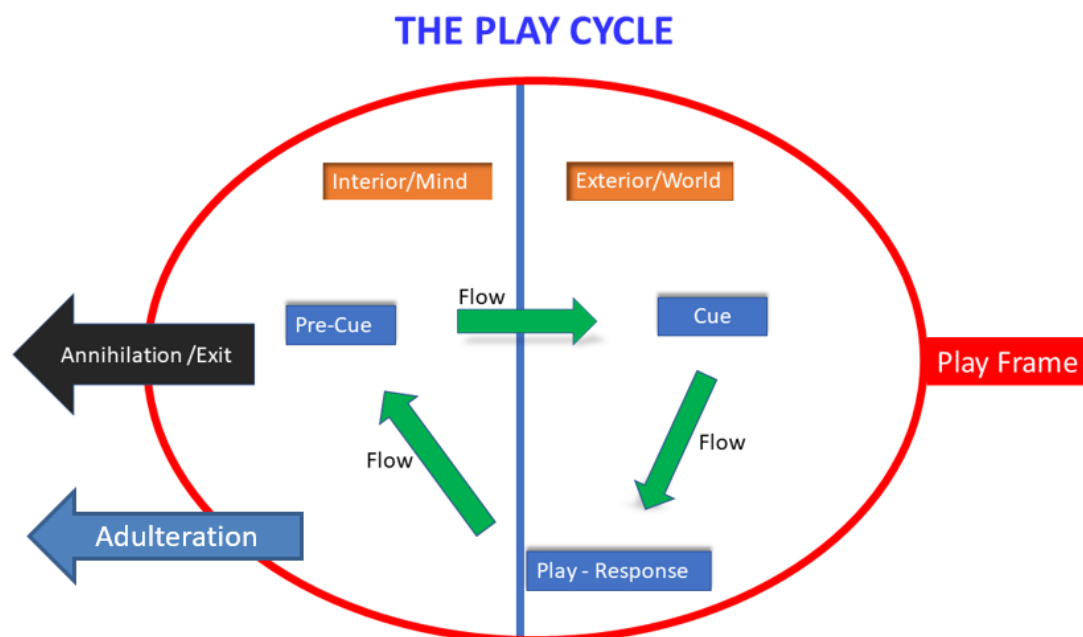 THE PLAY CYCLE
Interior/Mind
Exterior/World
Flow
Pre-Cue
Cue
Annihilation /Exit
Play Frame
Flow
Flow
Adulteration
Play - Response